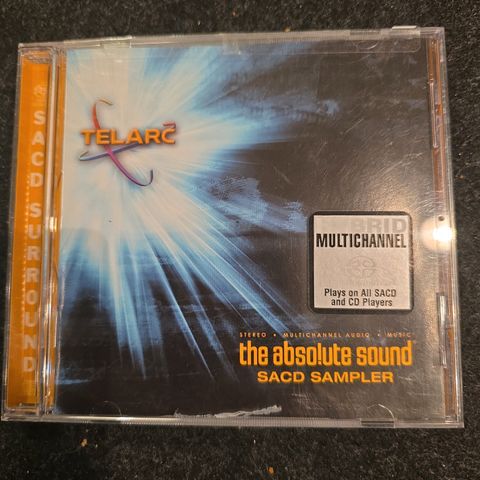 SACD SURROUND
TELARC
MULTICHANNEL
Plays on All SACD
and CD Players
STEREO • MULTICHANNEL AUDIO • MUSIC
the absolute sound
SACD SAMPLER